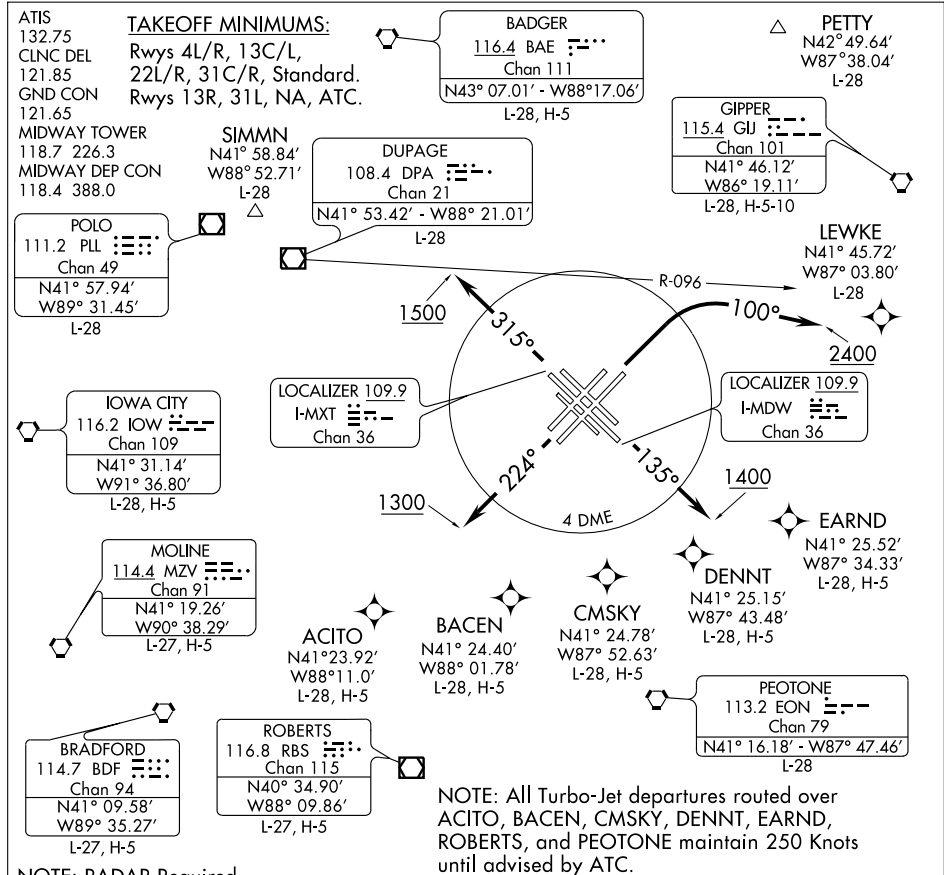 ATIS
132.75
CLNC DEL
121.85
GND CON
121.65
MIDWAY TOWER
118.7 226.3
MIDWAY DEP CON
118.4 388.0
TAKEOFF MINIMUMS:
Rwys 4L/R, 13C/L,
22L/R, 31C/R, Standard.
Rwys 13R, 31L, NA, ATC.
BADGER
116.4 BAE
Chan 111
N43° 07.01′ - W88°17.06′
L-28, H-5
PETTY
N42° 49.64′
W87° 38.04′
L-28
GIPPER
115.4 GIJ
Chan 101
N41° 46.12′
W86° 19.11′
L-28, H-5-10
SIMMN
N41° 58.84′
W88° 52.71′
L-28
DUPAGE
108.4 DPA
Chan 21
N41° 53.42′ - W88° 21.01′
L-28
POLO
111.2 PLL
Chan 49
N41° 57.94′
W89° 31.45′
L-28
LEWKE
N41° 45.72′
W87° 03.80′
L-28
R-096
1500
315°
100°
2400
LOCALIZER 109.9
I-MXT
Chan 36
LOCALIZER 109.9
I-MDW
Chan 36
IOWA CITY
116.2 IOW
Chan 109
N41° 31.14′
W91° 36.80′
L-28, H-5
224°
135°
1300
1400
4 DME
EARND
N41° 25.52′
W87° 34.33′
L-28, H-5
MOLINE
114.4 MZV
Chan 91
N41° 19.26′
W90° 38.29′
L-27, H-5
DENNT
N41° 25.15′
W87° 43.48′
L-28, H-5
CMSKY
N41° 24.78′
W87° 52.63′
L-28, H-5
BACEN
N41° 24.40′
W88° 01.78′
L-28, H-5
ACITO
N41°23.92′
W88°11.0′
L-28, H-5
PEOTONE
113.2 EON
Chan 79
N41° 16.18′ - W87° 47.46′
L-28
BRADFORD
114.7 BDF
Chan 94
N41° 09.58′
W89° 35.27′
L-27, H-5
ROBERTS
116.8 RBS
Chan 115
N40° 34.90′
W88° 09.86′
L-27, H-5
NOTE: All Turbo-Jet departures routed over
ACITO, BACEN, CMSKY, DENNT, EARND,
ROBERTS, and PEOTONE maintain 250 Knots
until advised by ATC.
NOTE: RADAR Required